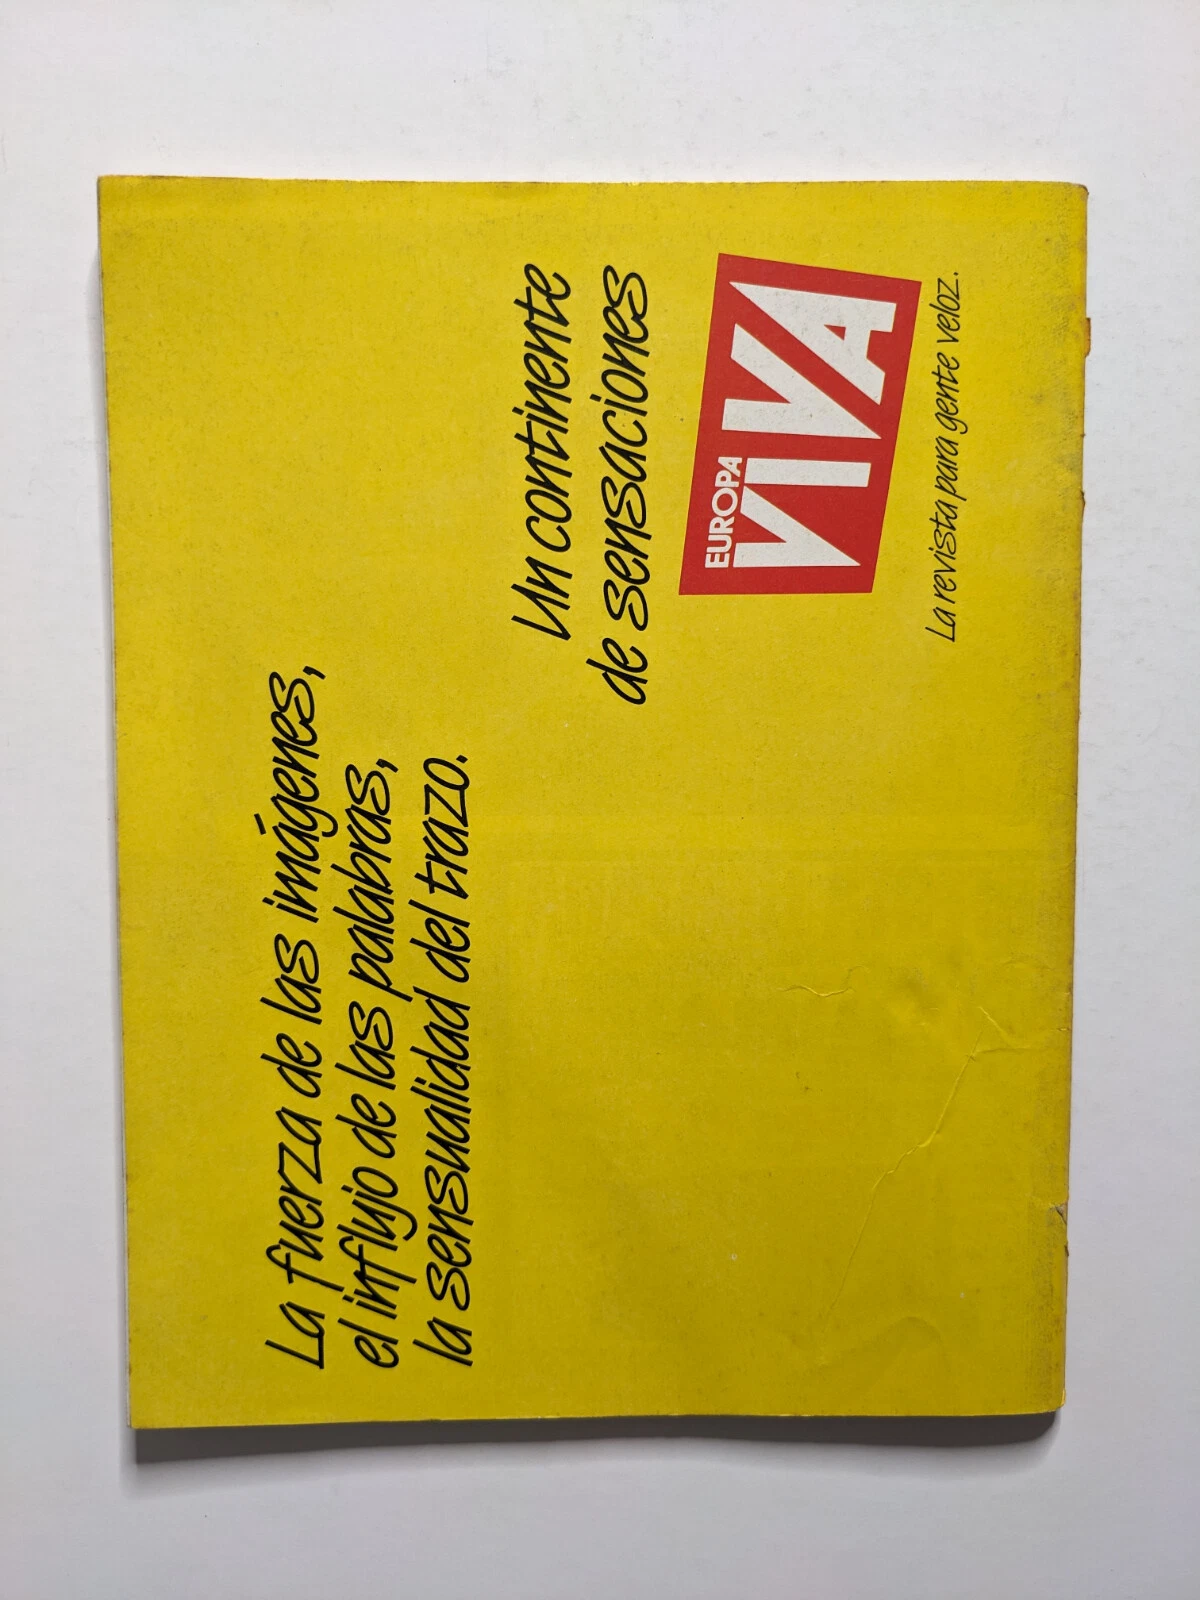 La fuerza de las imágenes,
el influjo de las palabras,
la sensualidad del trazo.
Un continente
de sensaciones
EUROPA
VIVA
La revista para gente veloz.